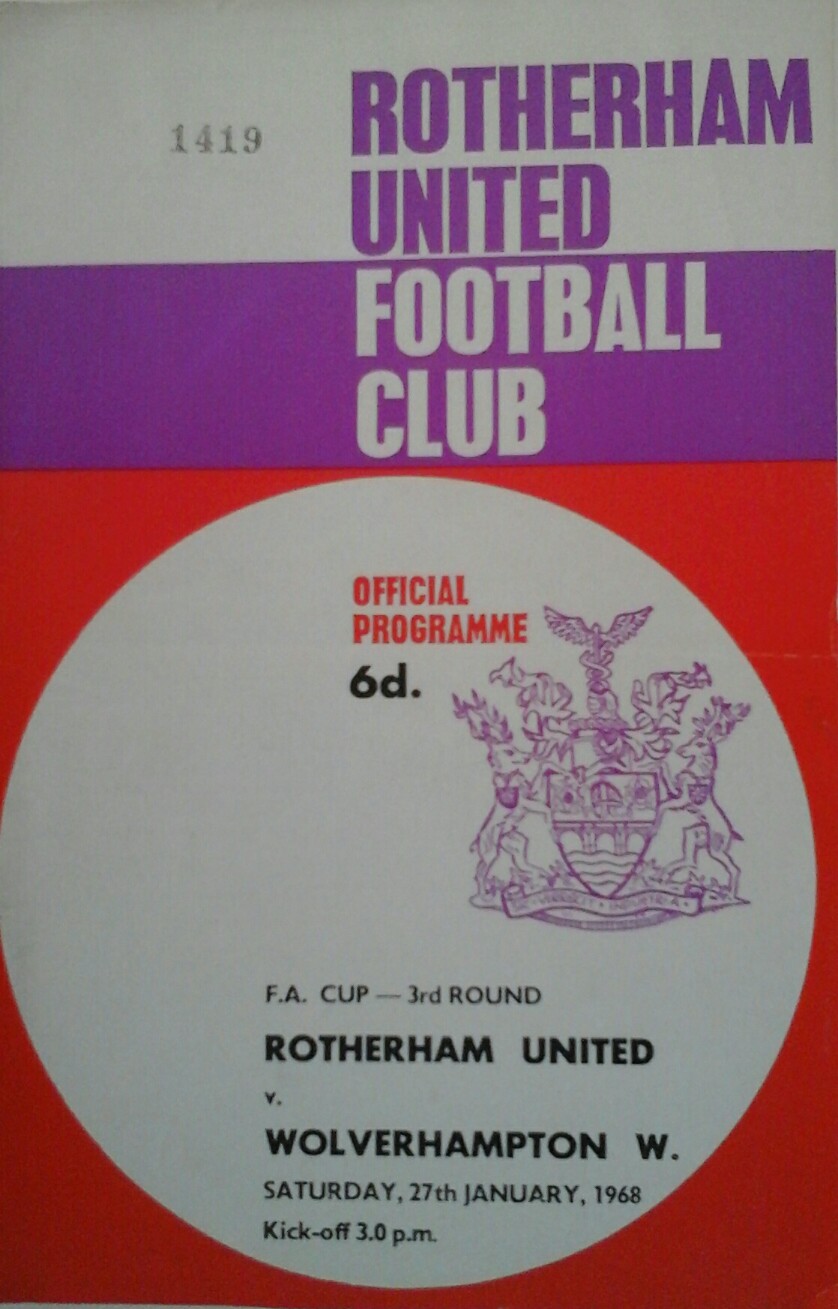 1419
ROTHERHAM
UNITED
FOOTBALL
CLUB
OFFICIAL
PROGRAMME
6d.
INDUSTRIA
F.A. CUP — 3rd ROUND
ROTHERHAM UNITED
v.
WOLVERHAMPTON W.
SATURDAY, 27th JANUARY, 1968
Kick-off 3.0 p.m.